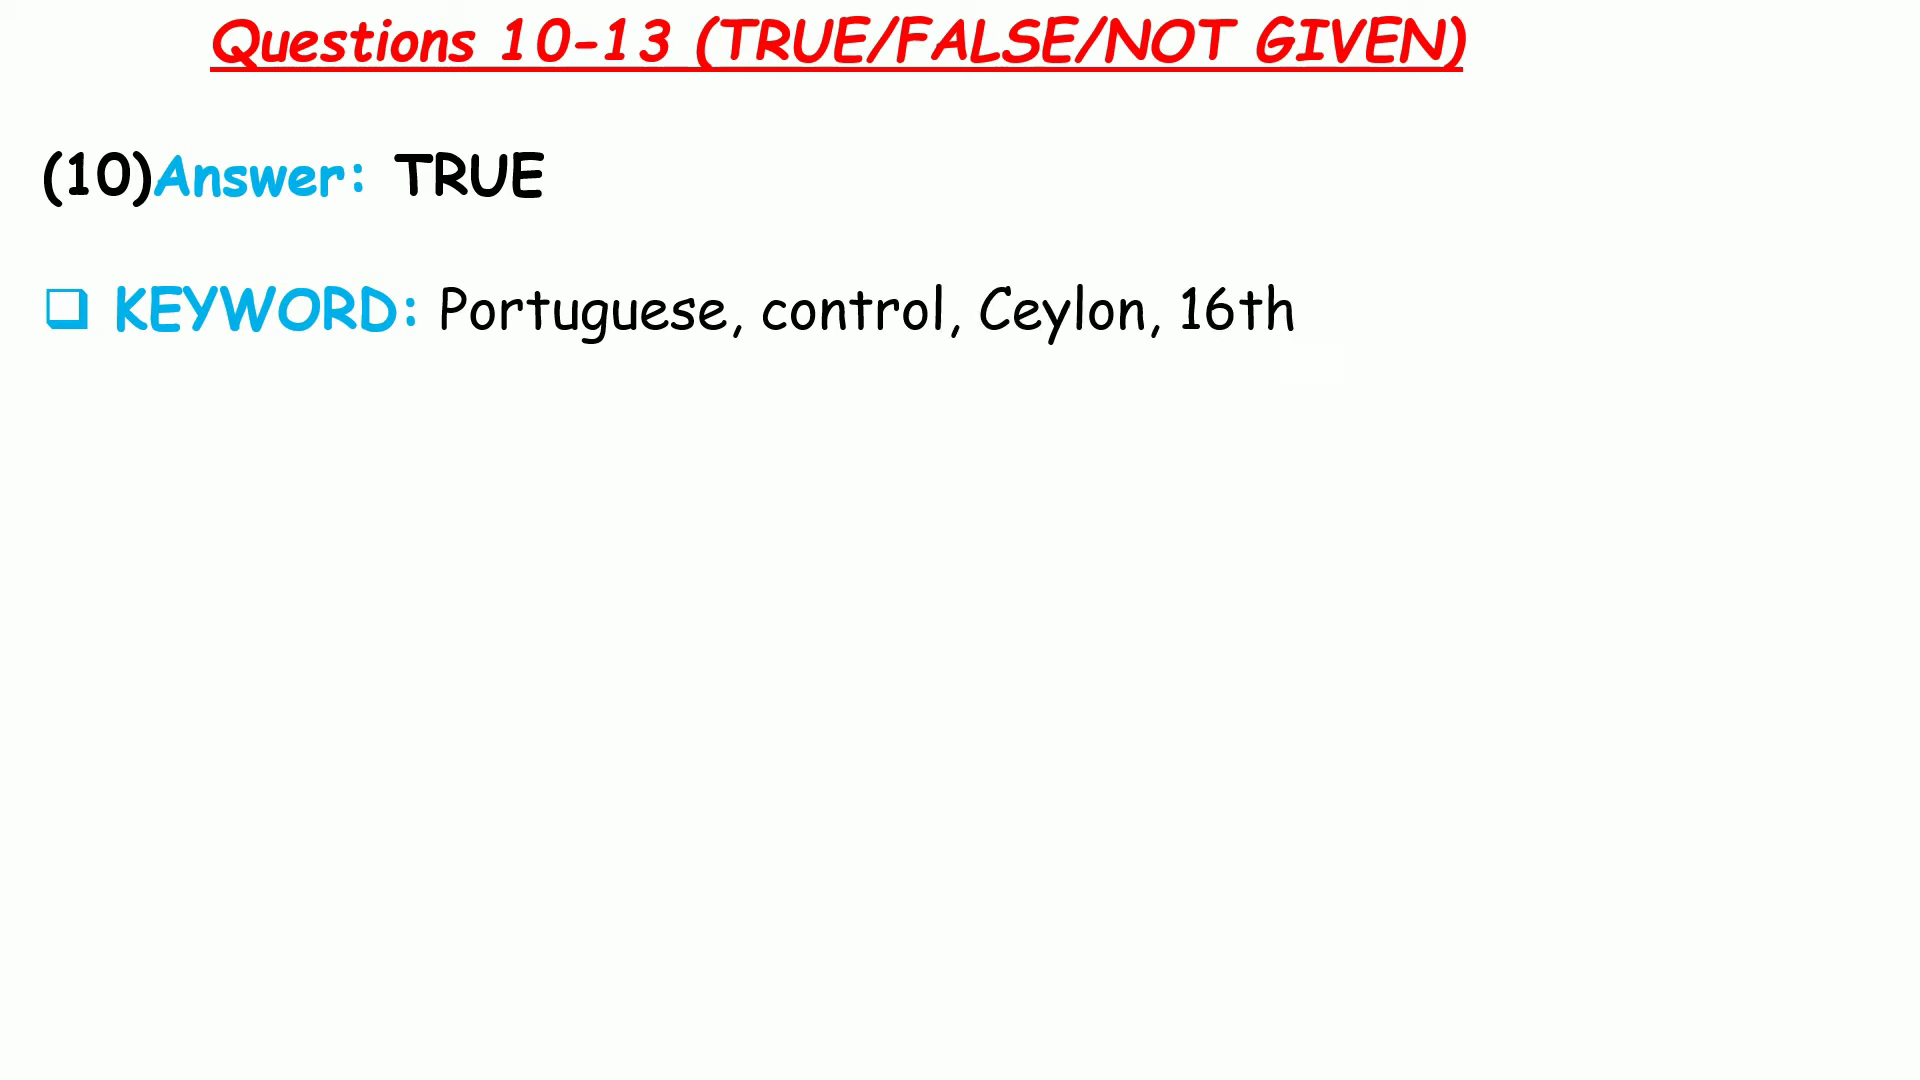 Questions 10-13 (TRUE/FALSE/NOT GIVEN)
(10)Answer: TRUE
❑ KEYWORD: Portuguese, control, Ceylon, 16th